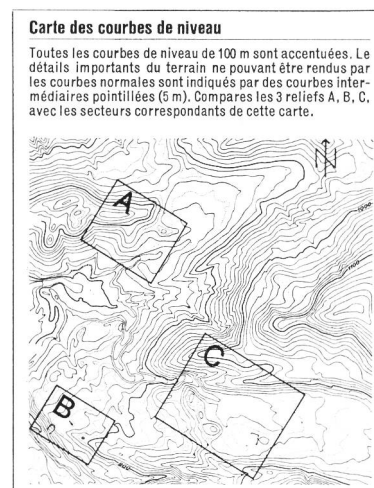 Carte des courbes de niveau
Toutes les courbes de niveau de 100 m sont accentuées. Le
détails importants du terrain ne pouvant être rendus par
les courbes normales sont indiqués par des courbes inter-
médiaires pointillées (5 m). Compares les 3 reliefs A, B, C,
avec les secteurs correspondants de cette carte.
N
A
1200
1100
C
B